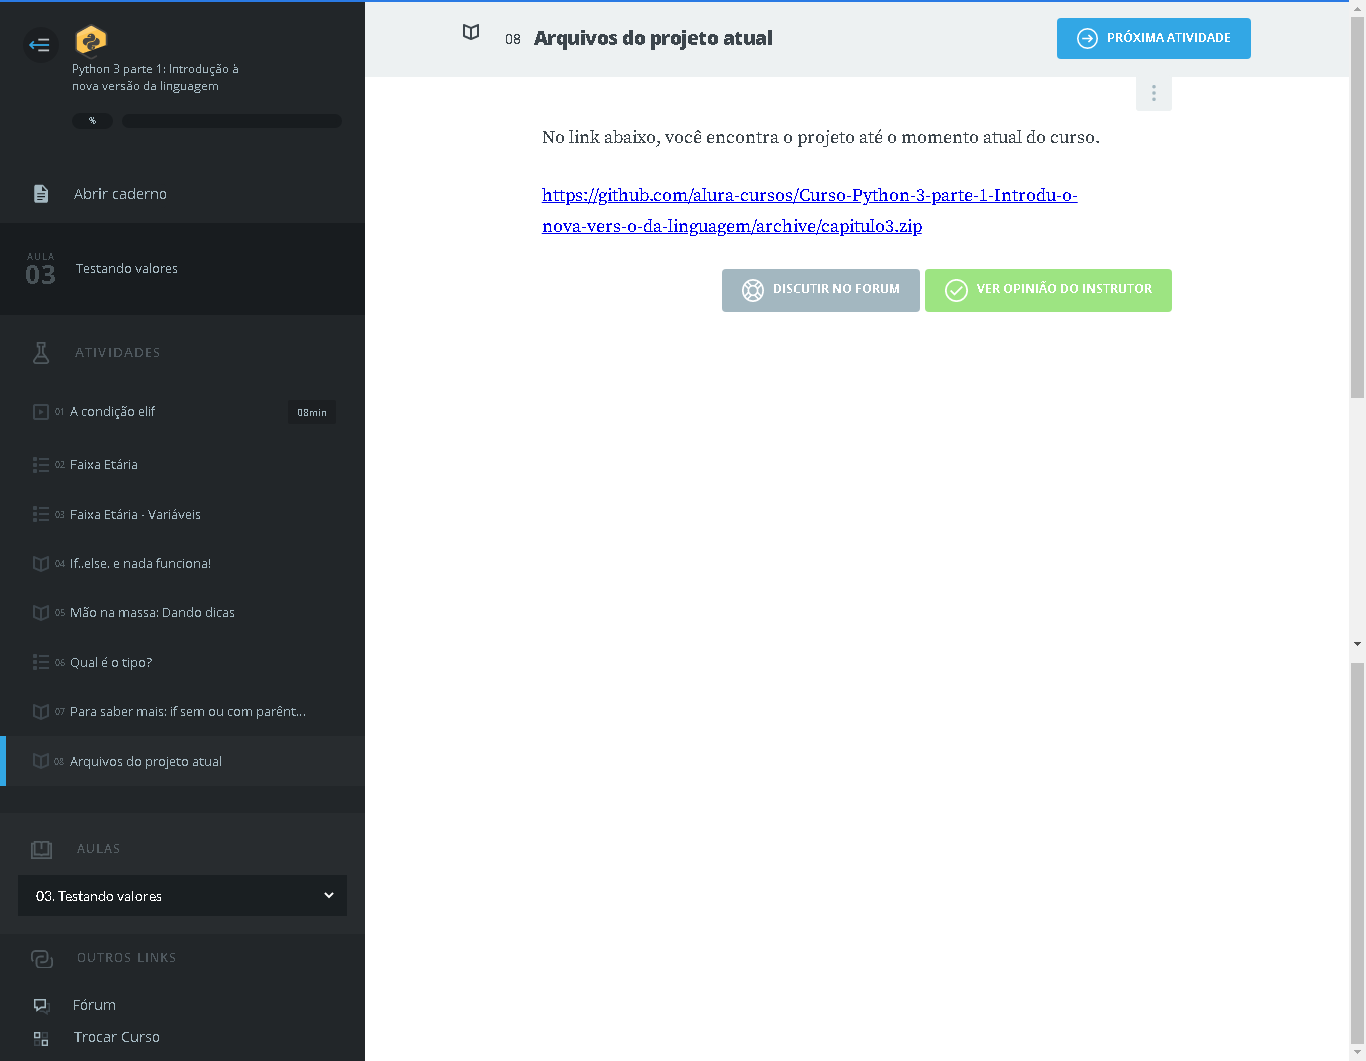 Python 3 parte 1: Introdução à
nova versão da linguagem
%
Abrir caderno
AULA
03
Testando valores
ATIVIDADES
01 A condição elif 08min
02 Faixa Etária
03 Faixa Etária - Variáveis
04 If..else. e nada funciona!
05 Mão na massa: Dando dicas
06 Qual é o tipo?
07 Para saber mais: if sem ou com parênt...
08 Arquivos do projeto atual
AULAS
03. Testando valores
OUTROS LINKS
Fórum
Trocar Curso
08 Arquivos do projeto atual
PRÓXIMA ATIVIDADE
No link abaixo, você encontra o projeto até o momento atual do curso.
https://github.com/alura-cursos/Curso-Python-3-parte-1-Introdu-o-
nova-vers-o-da-linguagem/archive/capitulo3.zip
DISCUTIR NO FORUM
VER OPINIÃO DO INSTRUTOR